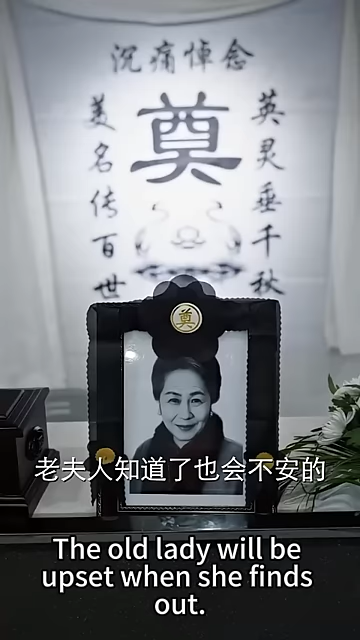 沉痛悼念
奠
英灵垂千秋
美名传百世
奠
老夫人知道了也会不安的
The old lady will be
upset when she finds
out.